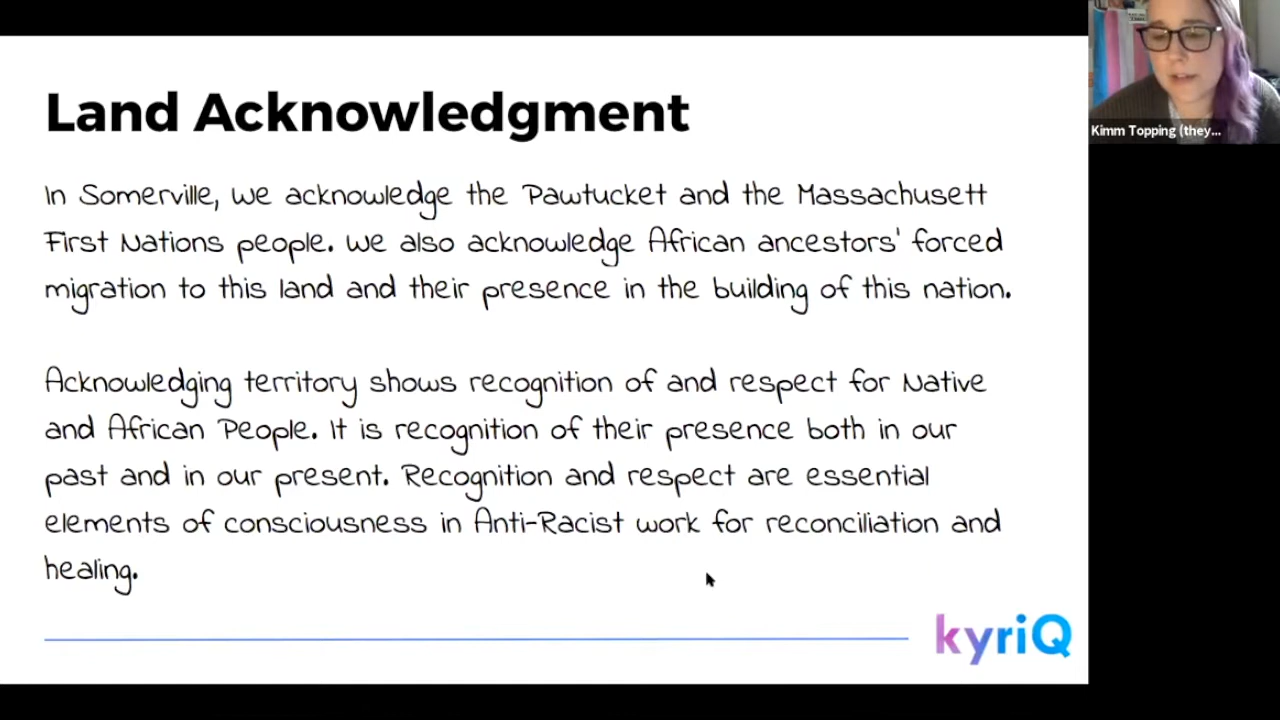 Land Acknowledgment
In Somerville, we acknowledge the Pawtucket and the Massachusett
First Nations people. We also acknowledge African ancestors' forced
migration to this land and their presence in the building of this nation.
Acknowledging territory shows recognition of and respect for Native
and African People. It is recognition of their presence both in our
past and in our present. Recognition and respect are essential
elements of consciousness in Anti-Racist work for reconciliation and
healing.
kyriQ
Kimm Topping (they...